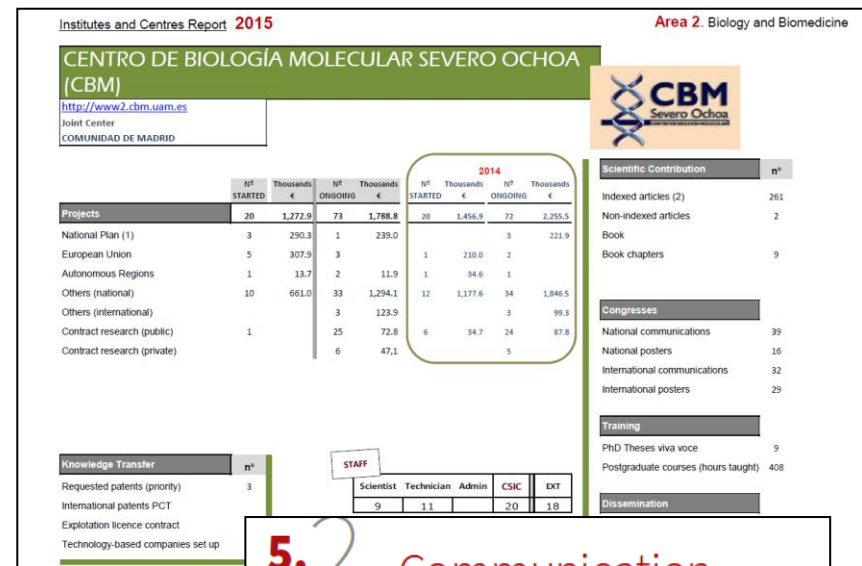 Institutes and Centres Report 2015
Area 2. Biology and Biomedicine
CENTRO DE BIOLOGÍA MOLECULAR SEVERO OCHOA
(CBM)
http://www2.cbm.uam.es
Joint Center
COMUNIDAD DE MADRID
CBM
Severo Ochoa
2014
Nº STARTED Thousands € Nº ONGOING Thousands € Nº STARTED Thousands € Nº ONGOING Thousands €
Projects 20 1,272.9 73 1,788.8 20 1,456.9 72 2,255.5
National Plan (1) 3 290.3 1 239.0 3 221.9
European Union 5 307.9 3 1 210.0 2
Autonomous Regions 1 13.7 2 11.9 1 34.6 1
Others (national) 10 661.0 33 1,294.1 12 1,177.6 34 1,846.5
Others (international) 3 123.9 3 99.3
Contract research (public) 1 25 72.8 6 34.7 24 87.8
Contract research (private) 6 47,1 5
Scientific Contribution nº
Indexed articles (2) 261
Non-indexed articles 2
Book
Book chapters 9
Congresses
National communications 39
National posters 16
International communications 32
International posters 29
Training
PhD Theses viva voce 9
Postgraduate courses (hours taught) 408
Dissemination
Knowledge Transfer nº
Requested patents (priority) 3
International patents PCT
Explotation licence contract
Technology-based companies set up
STAFF
Scientist Technician Admin CSIC EXT
9 11 20 18
5.2 Communication